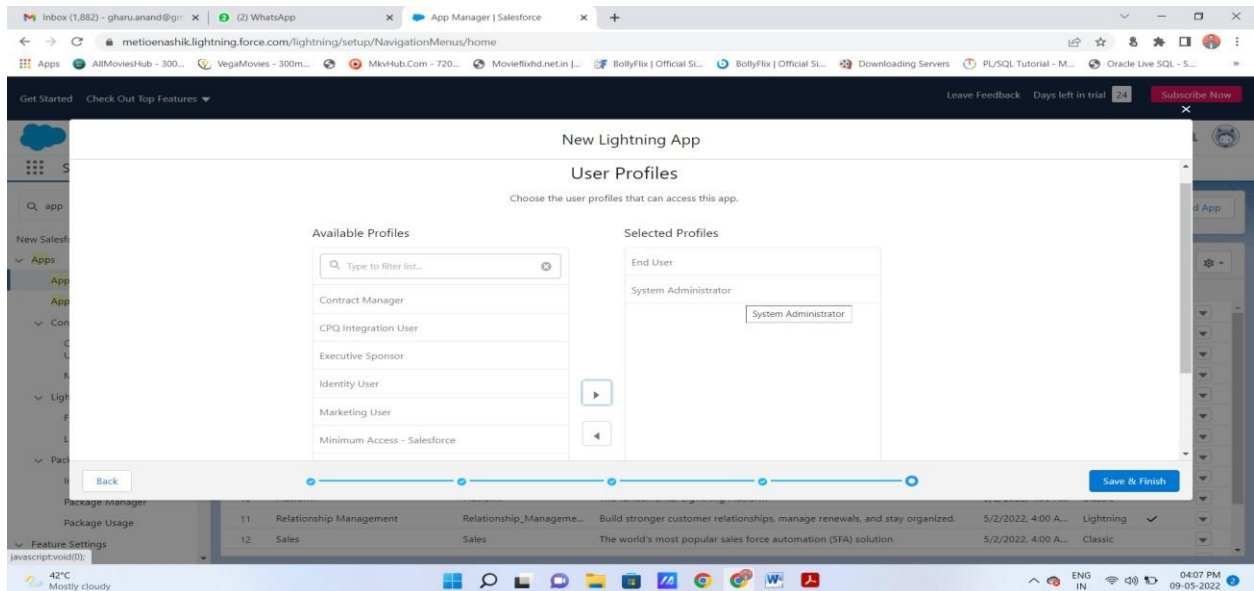 Inbox (1,882) - gharu.anand@gm
(2) WhatsApp
App Manager | Salesforce
metioenashik.lightning.force.com/lightning/setup/NavigationMenus/home
Apps
AllMoviesHub - 300...
VegaMovies - 300m...
MkvHub.Com - 720...
Movieflixhd.net.in |...
BollyFlix | Official Si...
BollyFlix | Official Si...
Downloading Servers
PL/SQL Tutorial - M...
Oracle Live SQL - S...
Get Started
Check Out Top Features
Leave Feedback
Days left in trial 24
Subscribe Now
New Lightning App
S
User Profiles
Choose the user profiles that can access this app.
app
d App
Available Profiles
Selected Profiles
New Salesf
Apps
App
App
Con
Ligh
Pack
Type to filter list...
Contract Manager
CPQ Integration User
Executive Sponsor
Identity User
Marketing User
Minimum Access - Salesforce
End User
System Administrator
System Administrator
Back
Save & Finish
Package Manager
Package Usage
Feature Settings
11 Relationship Management Relationship_Manageme... Build stronger customer relationships, manage renewals, and stay organized. 5/2/2022, 4:00 A... Lightning
12 Sales Sales The world's most popular sales force automation (SFA) solution 5/2/2022, 4:00 A... Classic
javascript:void(0);
42°C
Mostly cloudy
ENG
IN
04:07 PM
09-05-2022
2